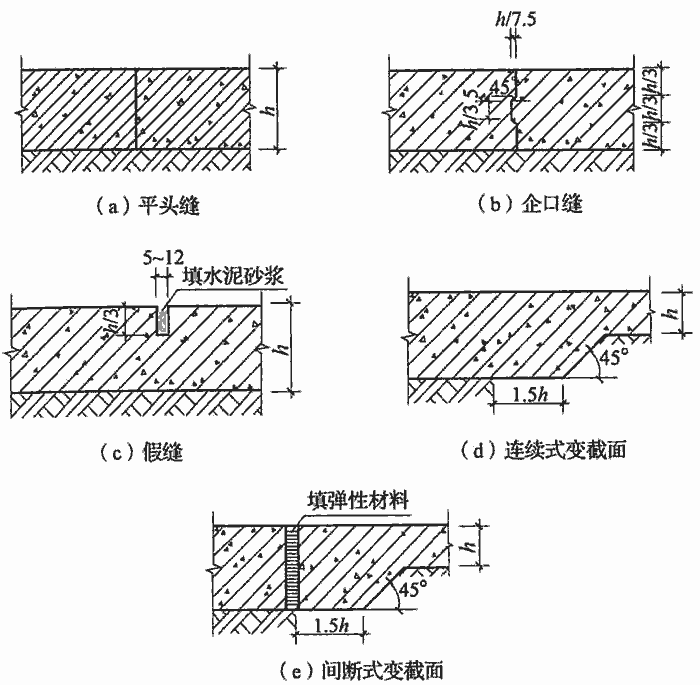 h/7.5
45°
h/3.5
h/3
h/3
h/3
h
(a)平头缝
(b)企口缝
5~12
填水泥砂浆
h/3
h
h
45°
1.5h
(c)假缝
(d)连续式变截面
填弹性材料
h
45°
1.5h
(e)间断式变截面